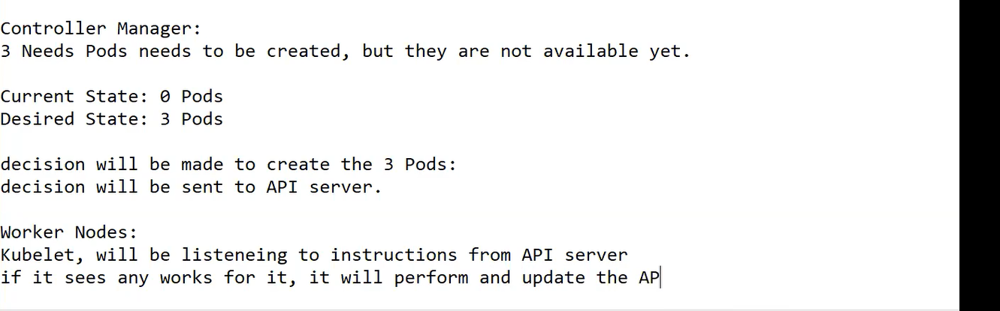 Controller Manager:
3 Needs Pods needs to be created, but they are not available yet.
Current State: 0 Pods
Desired State: 3 Pods
decision will be made to create the 3 Pods:
decision will be sent to API server.
Worker Nodes:
Kubelet, will be listeneing to instructions from API server
if it sees any works for it, it will perform and update the AP